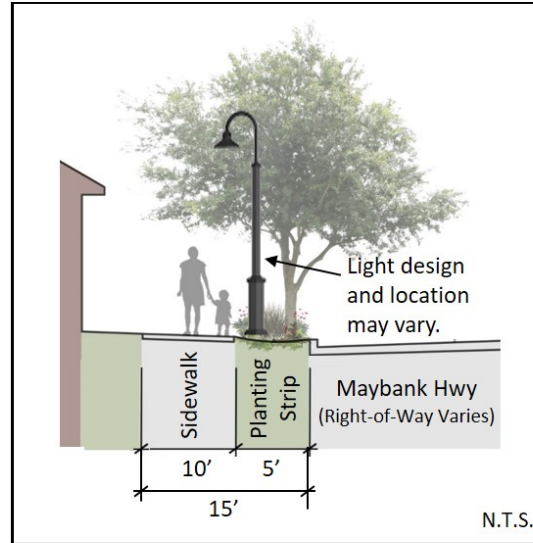 Light design
and location
may vary.
Sidewalk
Planting
Strip
Maybank Hwy
(Right-of-Way Varies)
10’
5’
15’
N.T.S.